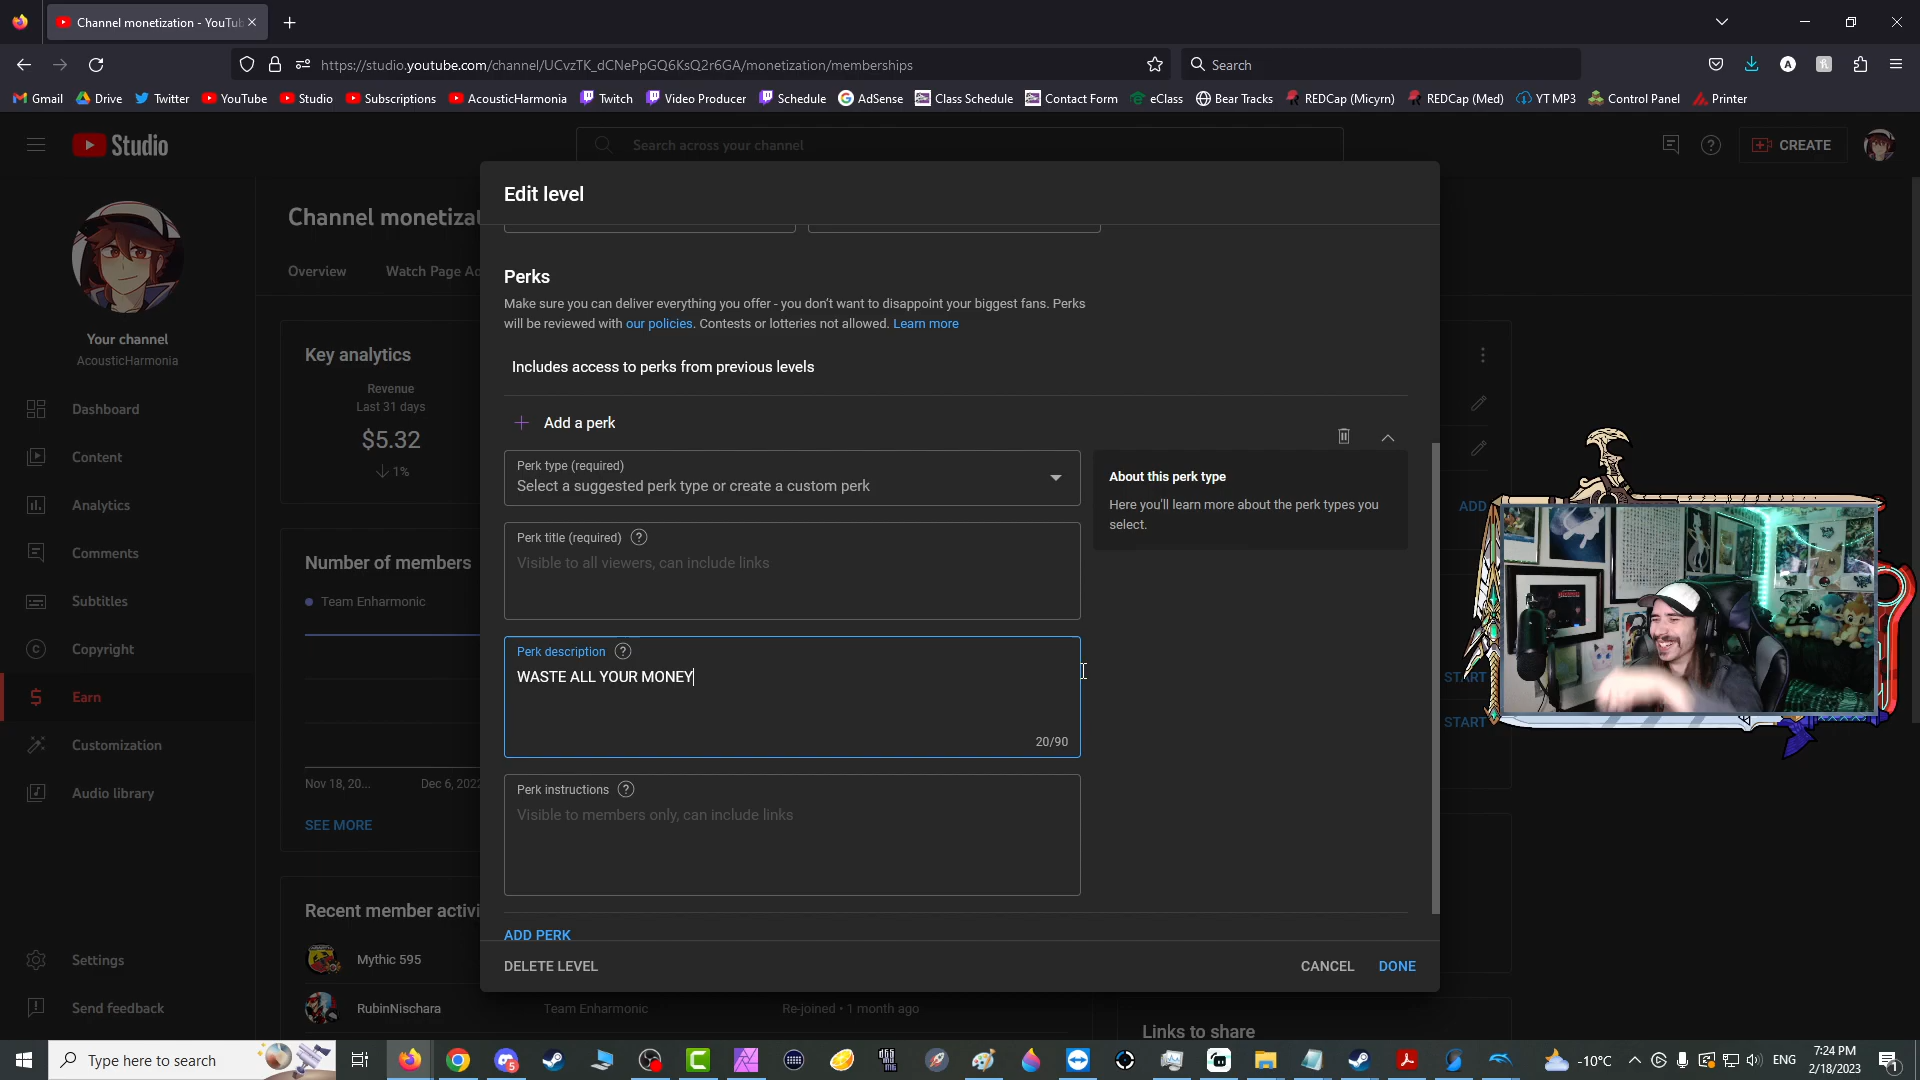 Channel monetization - YouTub
https://studio.youtube.com/channel/UCvzTK_dCNePpGQ6KsQ2r6GA/monetization/memberships
Search
Gmail
Drive
Twitter
YouTube
Studio
Subscriptions
AcousticHarmonia
Twitch
Video Producer
Schedule
AdSense
Class Schedule
Contact Form
eClass
Bear Tracks
REDCap (Micyrn)
REDCap (Med)
YT MP3
Control Panel
Printer
Studio
Search across your channel
CREATE
Your channel
AcousticHarmonia
Dashboard
Content
Analytics
Comments
Subtitles
Copyright
Earn
Customization
Audio library
Settings
Send feedback
Channel monetizat
Overview
Watch Page Ad
Key analytics
Revenue
Last 31 days
$5.32
1%
Number of members
Team Enharmonic
Nov 18, 20...
Dec 6, 2022
SEE MORE
Recent member activi
Mythic 595
RubinNischara
Team Enharmonic
Re-joined • 1 month ago
Edit level
Perks
Make sure you can deliver everything you offer - you don't want to disappoint your biggest fans. Perks
will be reviewed with our policies. Contests or lotteries not allowed. Learn more
Includes access to perks from previous levels
Add a perk
Perk type (required)
Select a suggested perk type or create a custom perk
About this perk type
Here you'll learn more about the perk types you
select.
Perk title (required)
Visible to all viewers, can include links
Perk description
WASTE ALL YOUR MONEY
20/90
Perk instructions
Visible to members only, can include links
ADD PERK
DELETE LEVEL
CANCEL
DONE
ADD
START
START
Links to share
Type here to search
-10°C
ENG
7:24 PM
2/18/2023